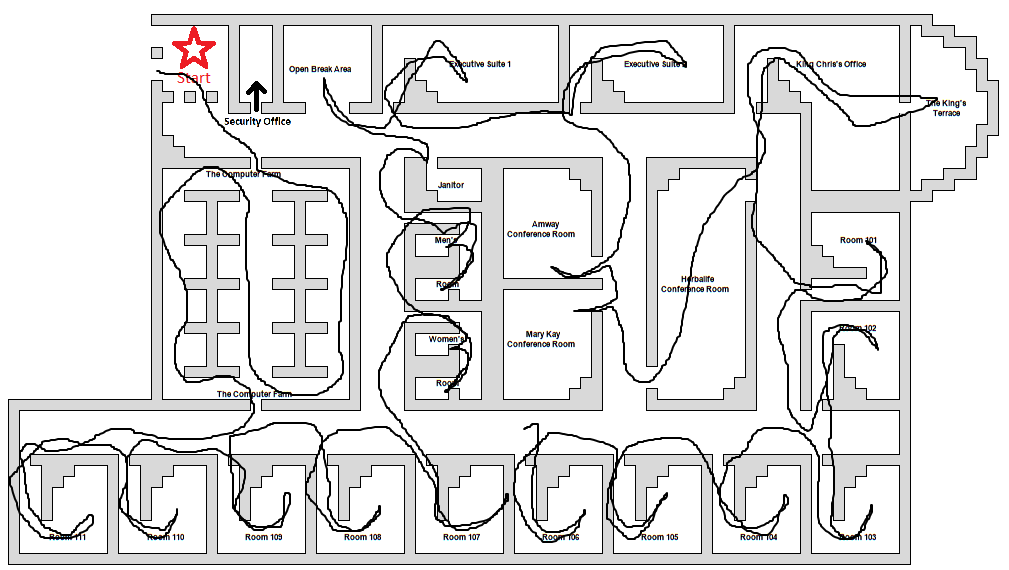 Start
Open Break Area
Executive Suite 1
Executive Suite
King Chris's Office
The King's
Terrace
Security Office
The Computer Farm
Janitor
Amway
Conference Room
Men's
Room
Room 101
Herbalife
Conference Room
Mary Kay
Conference Room
Women's
Room
Room 102
The Computer Farm
Room 111
Room 110
Room 109
Room 108
Room 107
Room 106
Room 105
Room 104
Room 103